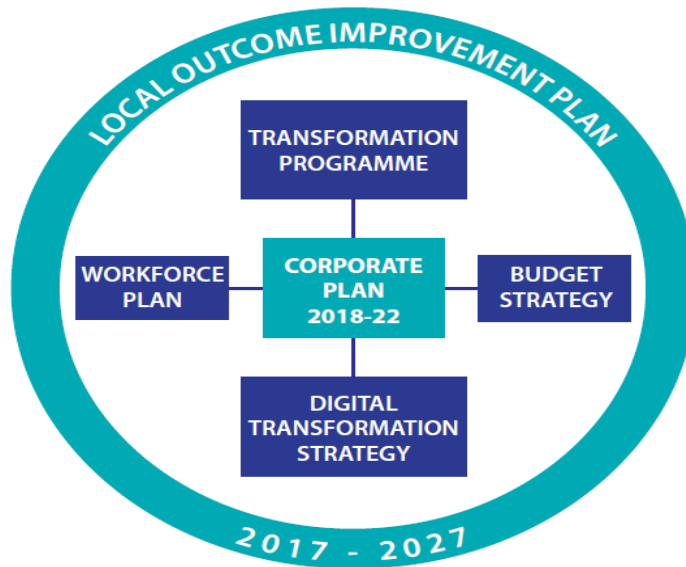 LOCAL OUTCOME IMPROVEMENT PLAN
TRANSFORMATION
PROGRAMME
WORKFORCE
PLAN
CORPORATE
PLAN
2018-22
BUDGET
STRATEGY
DIGITAL
TRANSFORMATION
STRATEGY
2017 - 2027